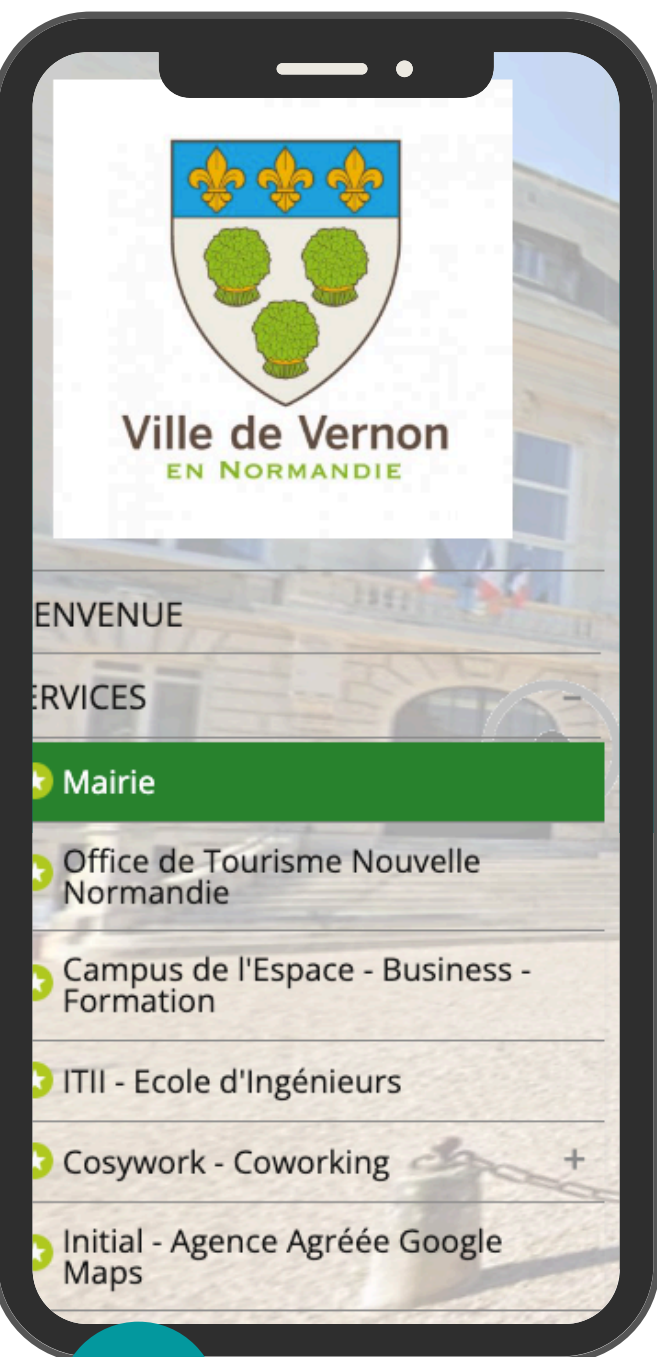 Ville de Vernon
EN NORMANDIE
ENVENUE
ERVICES
Mairie
Office de Tourisme Nouvelle
Normandie
Campus de l'Espace - Business -
Formation
ITII - Ecole d'Ingénieurs
Cosywork - Coworking
Initial - Agence Agréée Google
Maps